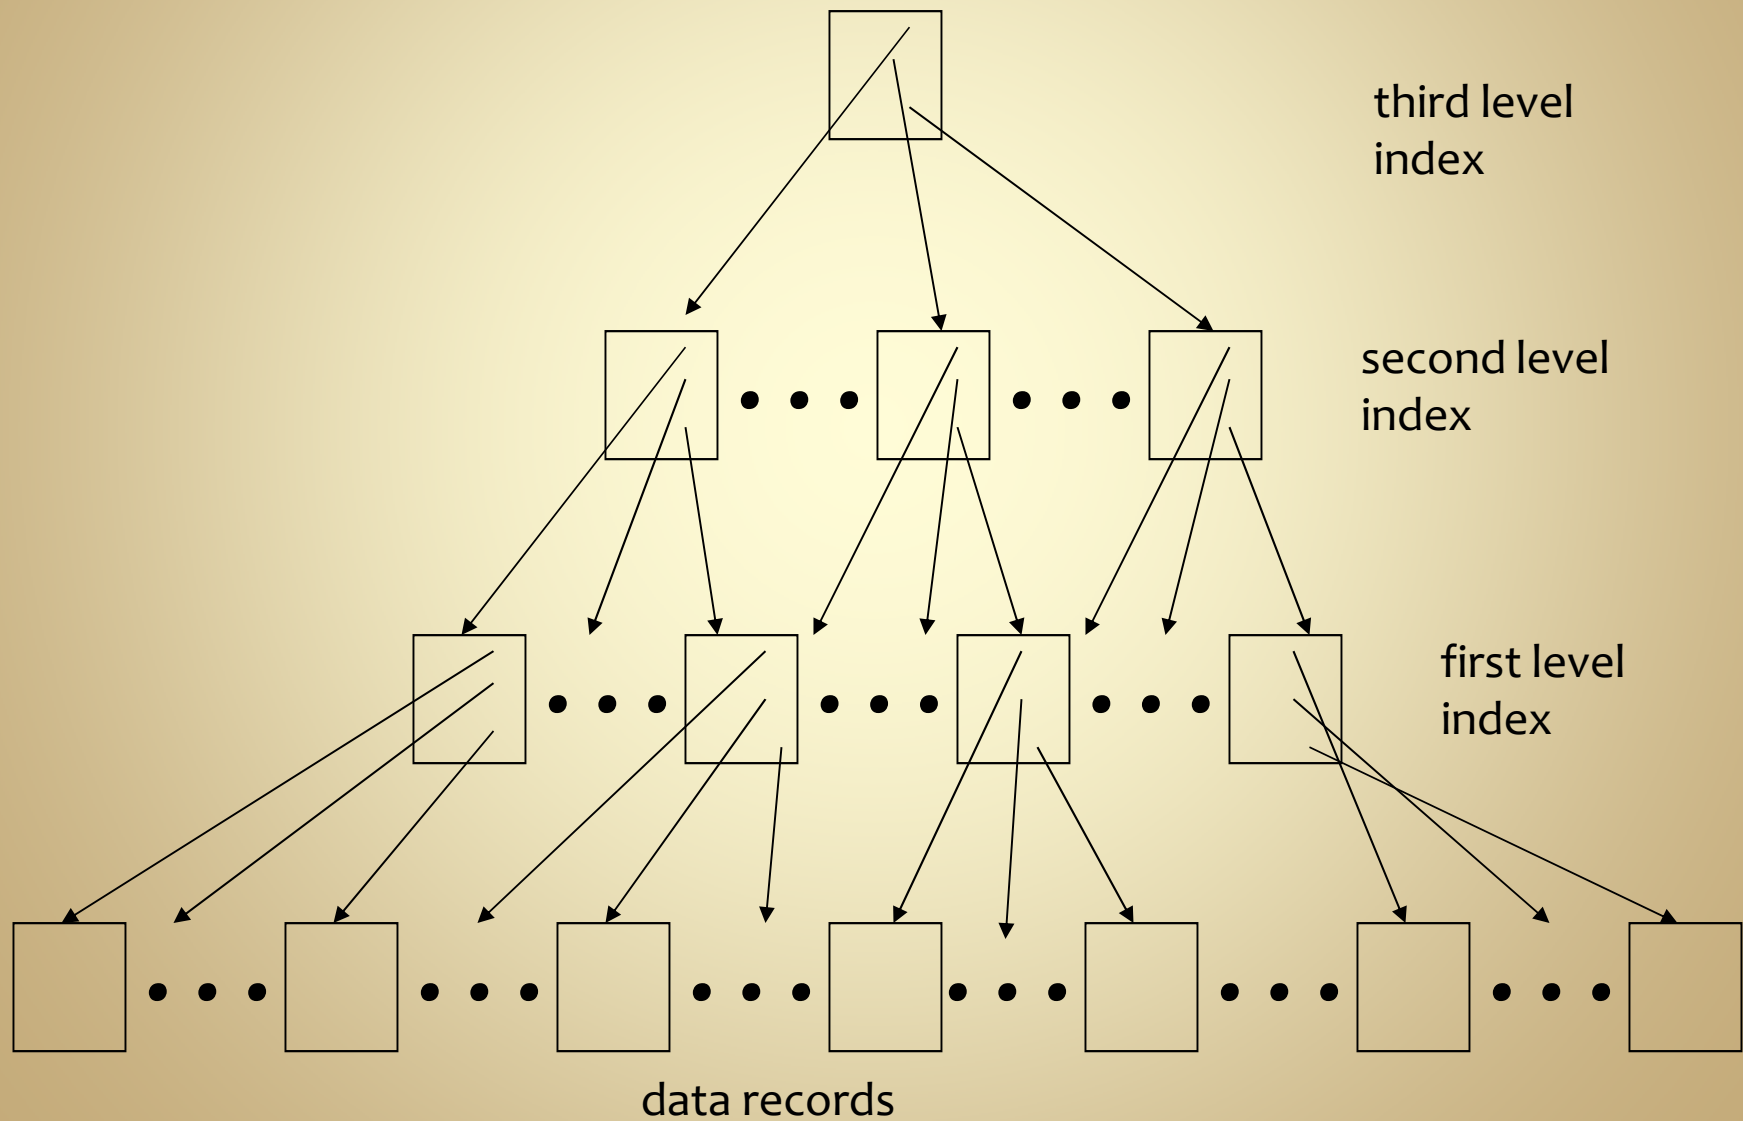 third level
index
second level
index
first level
index
data records